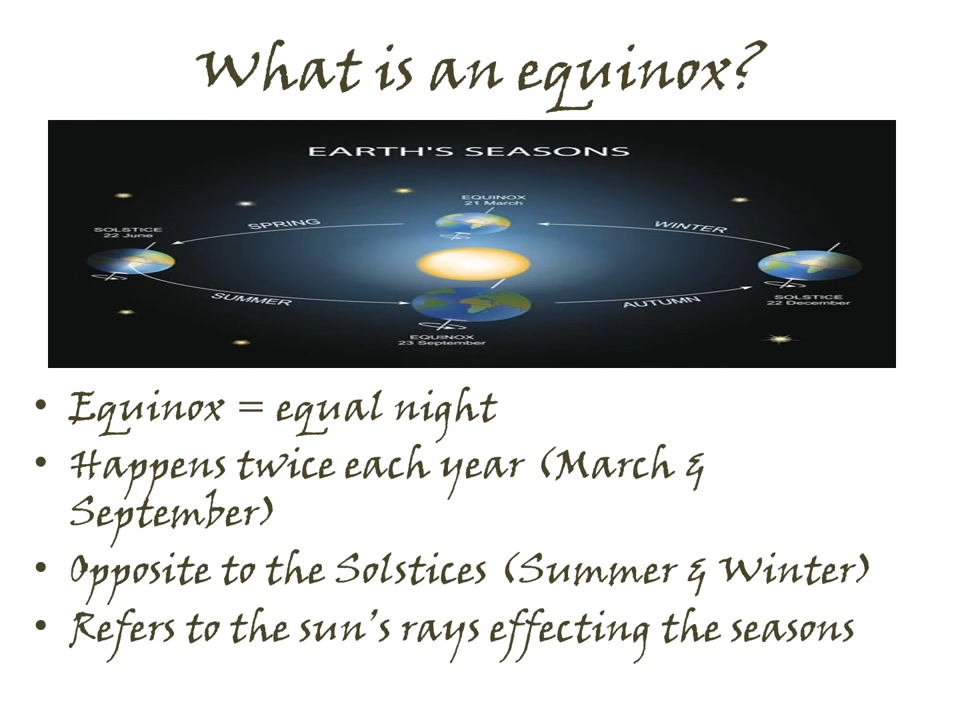 What is an equinox?
EARTH'S SEASONS
EQUINOX
21 March
SPRING
WINTER
SOLSTICE
22 June
SUMMER
AUTUMN
SOLSTICE
22 December
EQUINOX
23 September
• Equinox = equal night
• Happens twice each year (March &
September)
• Opposite to the Solstices (Summer & Winter)
• Refers to the sun's rays effecting the seasons